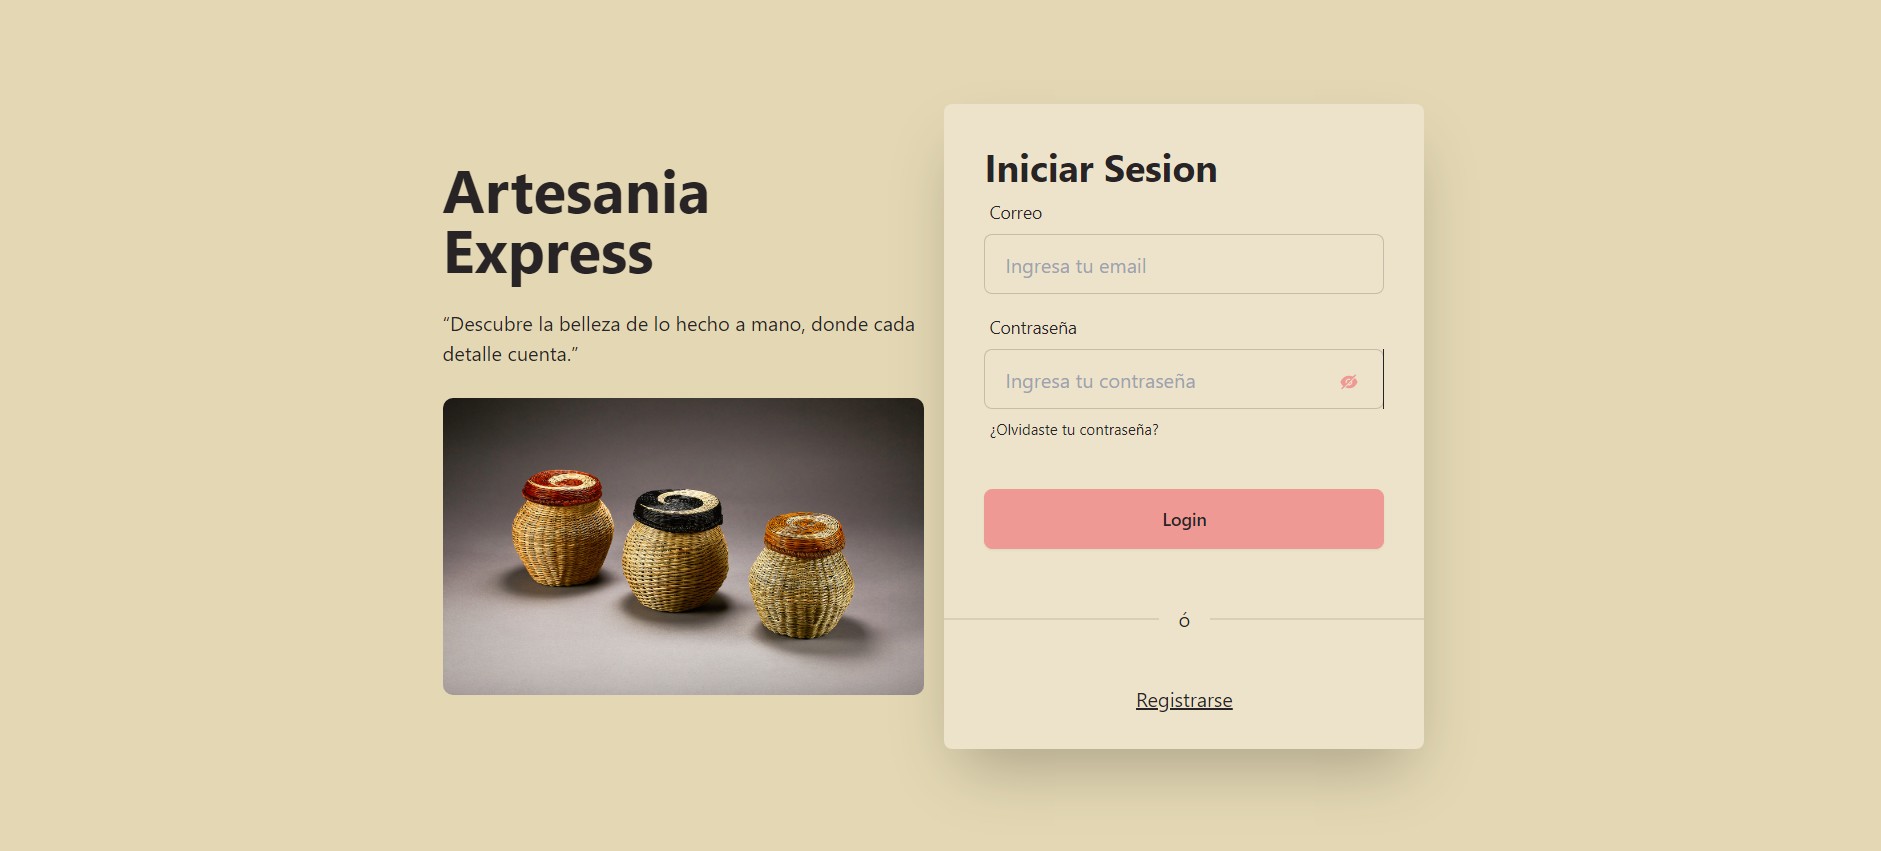 Artesania
Express
“Descubre la belleza de lo hecho a mano, donde cada
detalle cuenta.”
Iniciar Sesion
Correo
Ingresa tu email
Contraseña
Ingresa tu contraseña
¿Olvidaste tu contraseña?
Login
ó
Registrarse